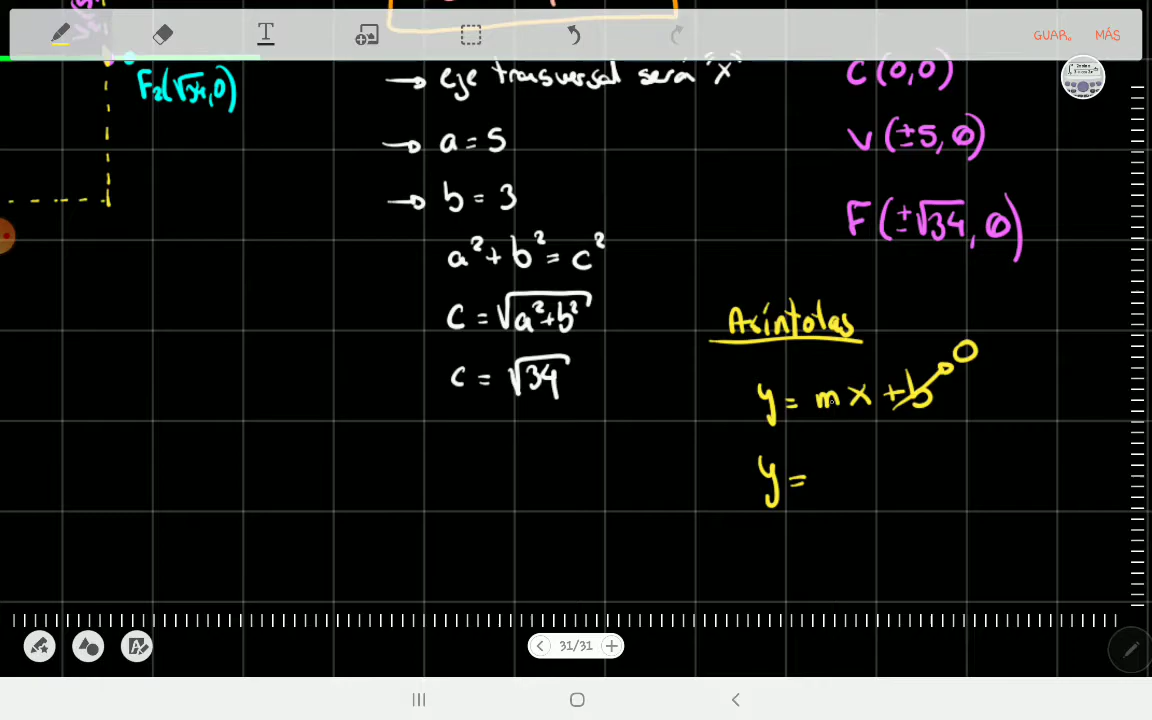 GUAR. MÁS
F₂(√34,0)
→ eje transversal será "x"
→ a = 5
→ b = 3
a² + b² = c²
c = √a²+b²
c = √34
C (0,0)
V (±5, 0)
F (±√34, 0)
Asíntotas
y = mx + b → 0
y =
31/31